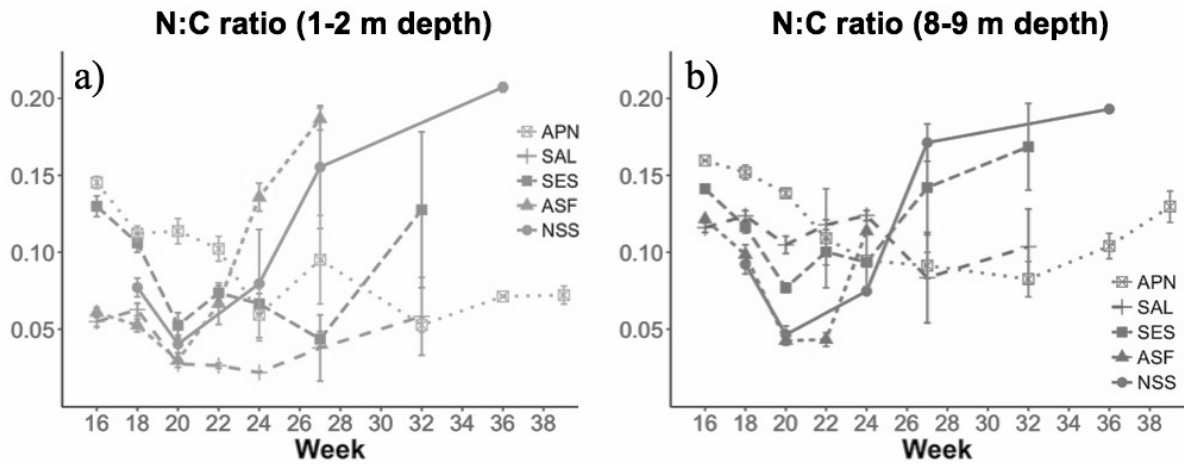 N:C ratio (1-2 m depth)
a)
0.20
0.15
0.10
0.05
APN
SAL
SES
ASF
NSS
16 18 20 22 24 26 28 30 32 34 36 38
Week
N:C ratio (8-9 m depth)
b)
0.20
0.15
0.10
0.05
APN
SAL
SES
ASF
NSS
16 18 20 22 24 26 28 30 32 34 36 38
Week